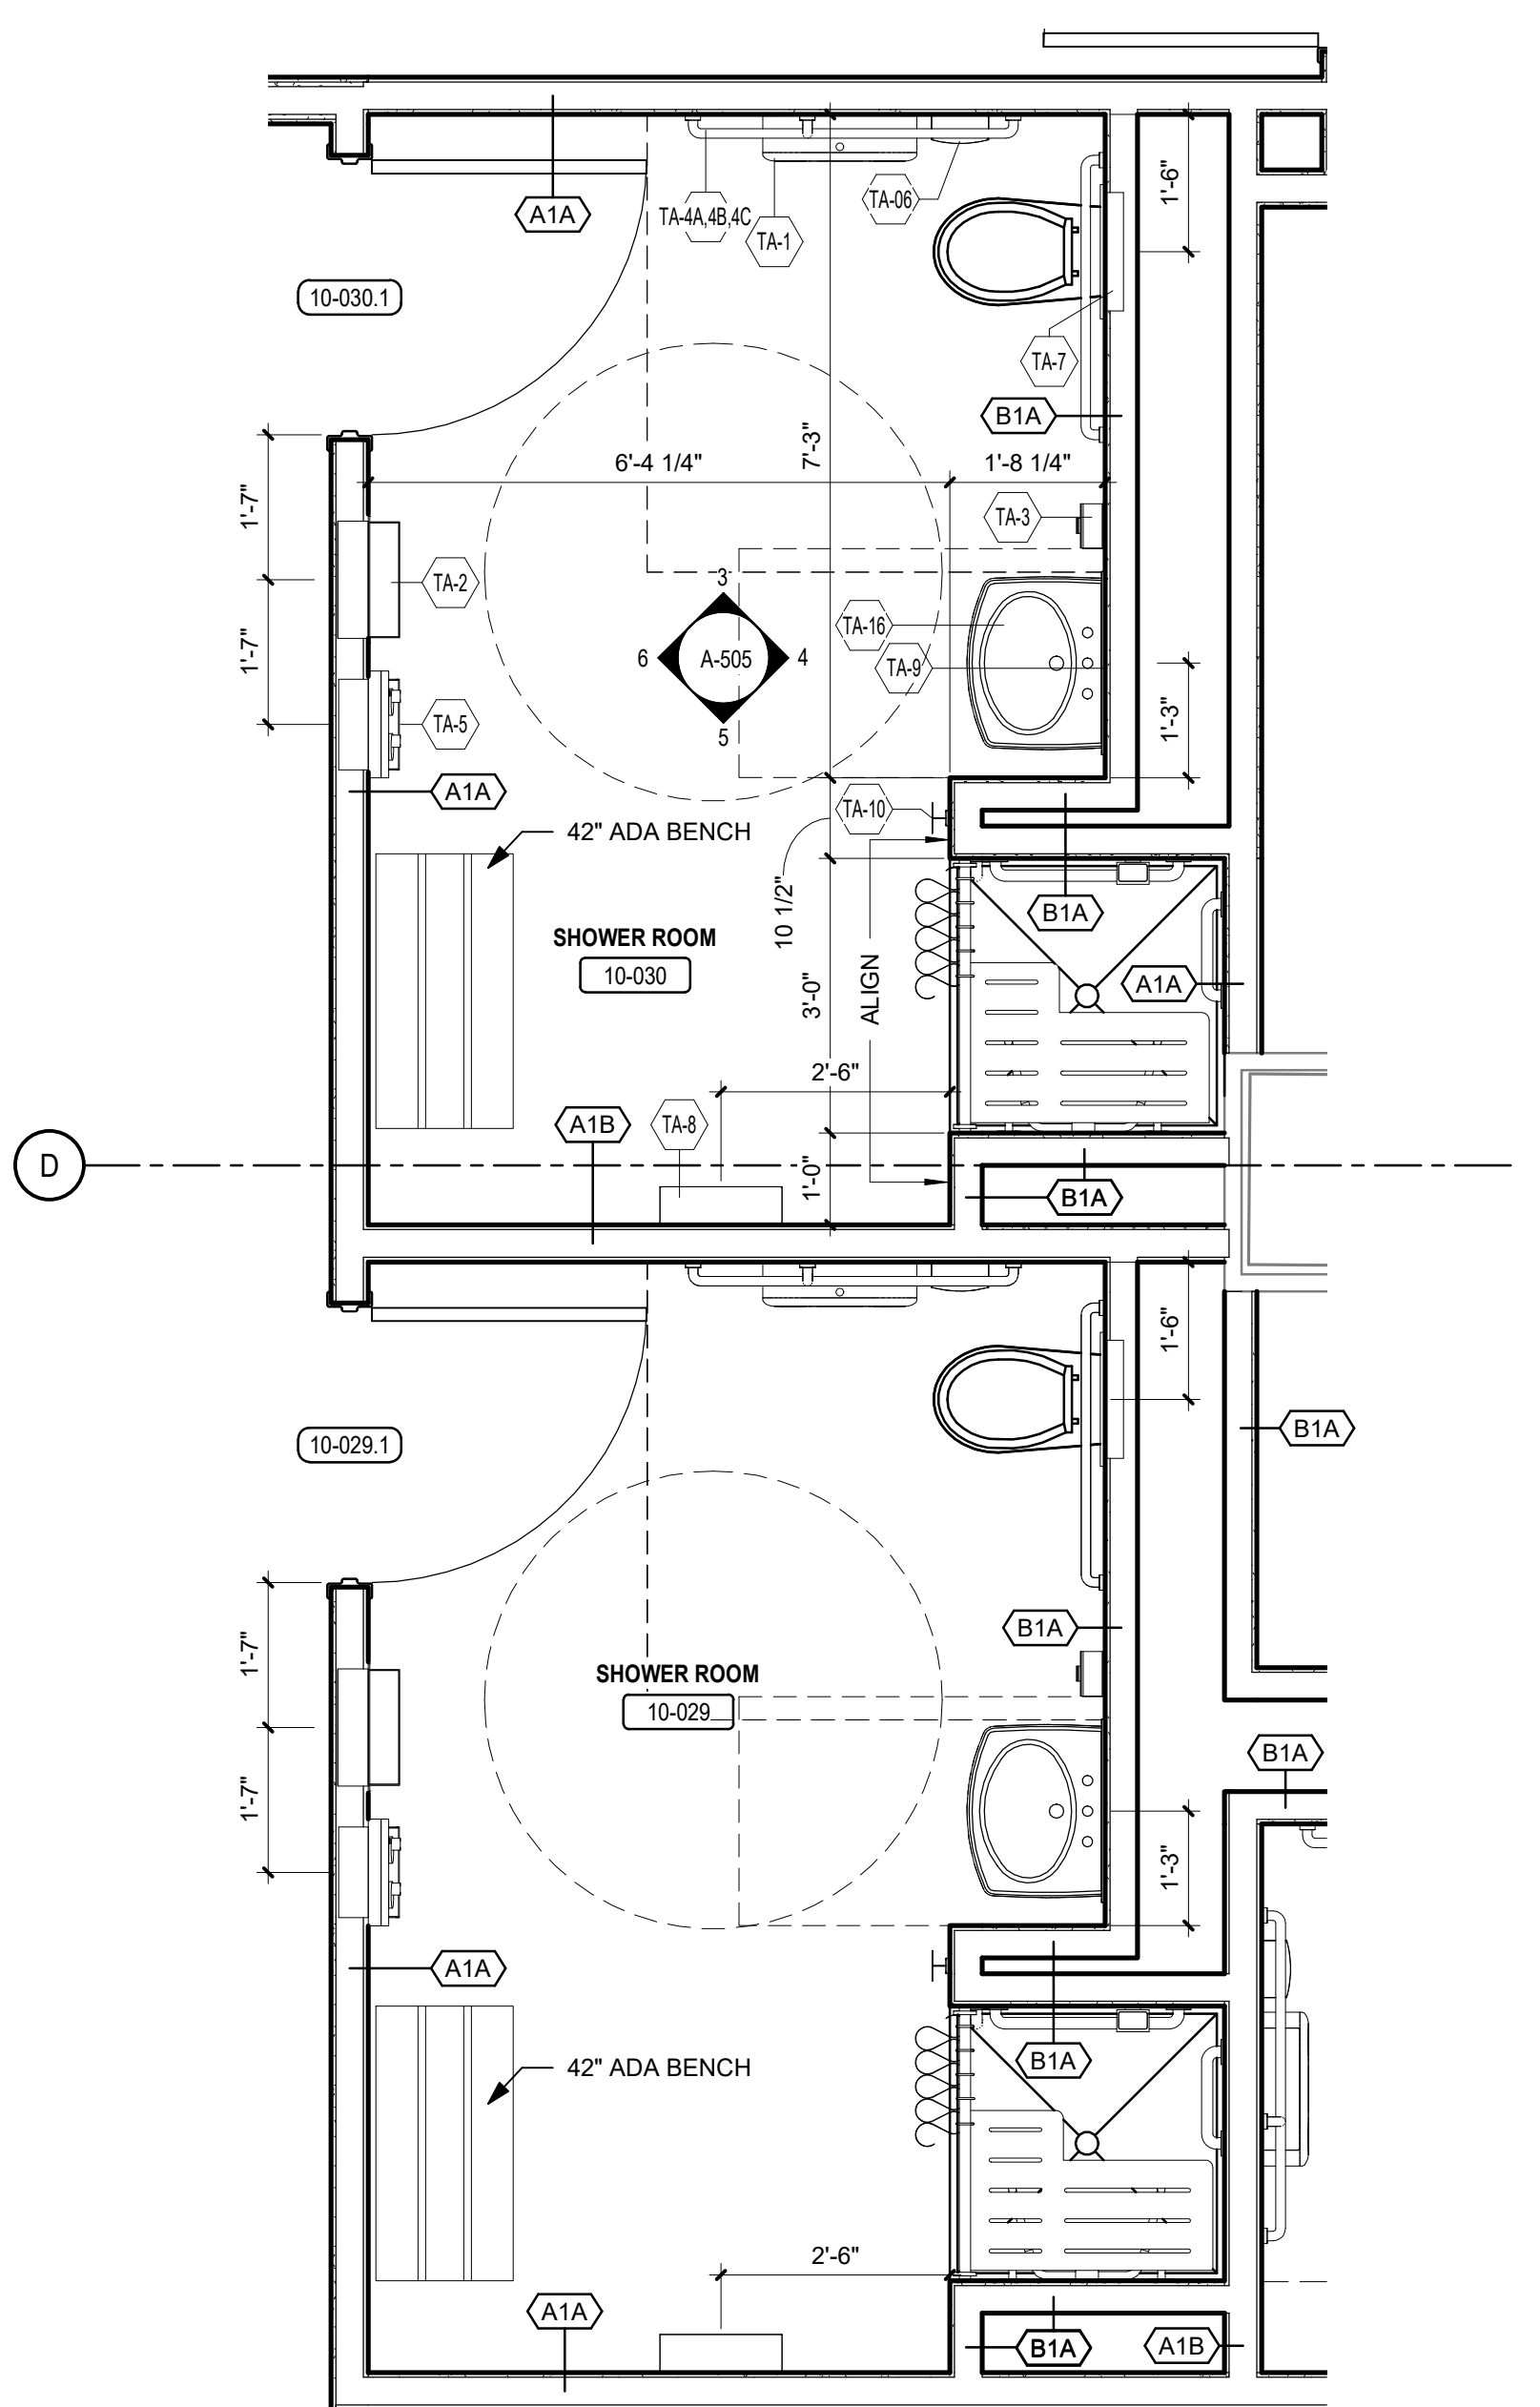 A1A
TA-4A,4B,4C
TA-1
TA-06
1'-6"
10-030.1
TA-7
B1A
7'-3"
6'-4 1/4"
1'-8 1/4"
1'-7"
TA-3
TA-2
3
TA-16
1'-7"
6
A-505
4
TA-9
1'-3"
TA-5
5
A1A
TA-10
42" ADA BENCH
10 1/2"
B1A
SHOWER ROOM
10-030
ALIGN
A1A
3'-0"
2'-6"
A1B
TA-8
D
1'-0"
B1A
1'-6"
10-029.1
B1A
1'-7"
B1A
SHOWER ROOM
10-029
B1A
1'-7"
1'-3"
A1A
42" ADA BENCH
B1A
2'-6"
A1A
B1A
A1B